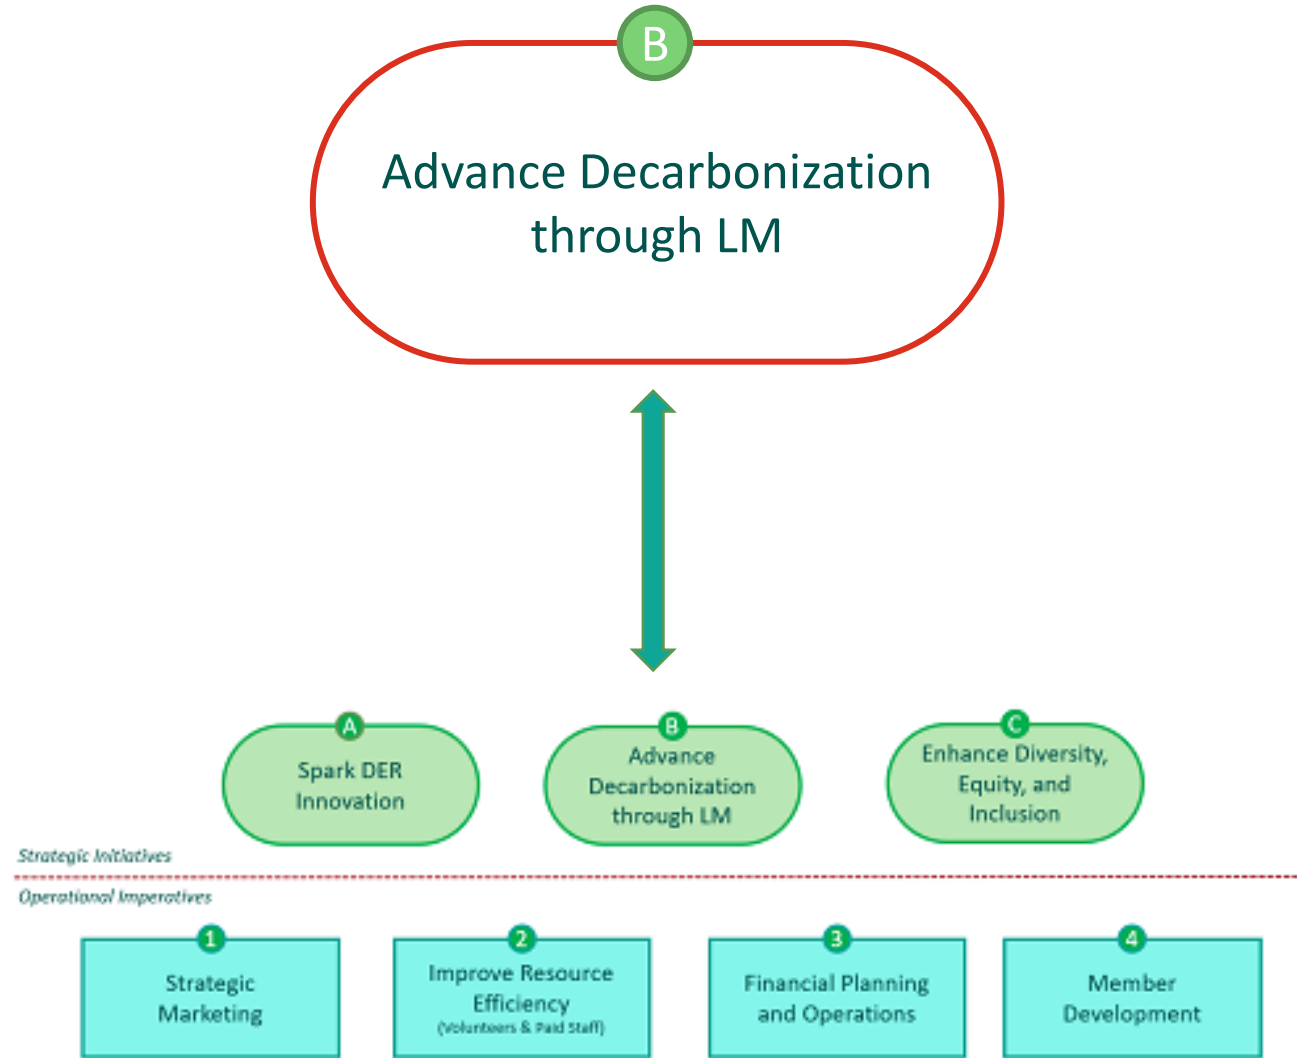 B
Advance Decarbonization
through LM
A
Spark DER
Innovation
B
Advance
Decarbonization
through LM
C
Enhance Diversity,
Equity, and
Inclusion
Strategic Initiatives
Operational Imperatives
1
Strategic
Marketing
2
Improve Resource
Efficiency
(Volunteers & Paid Staff)
3
Financial Planning
and Operations
4
Member
Development